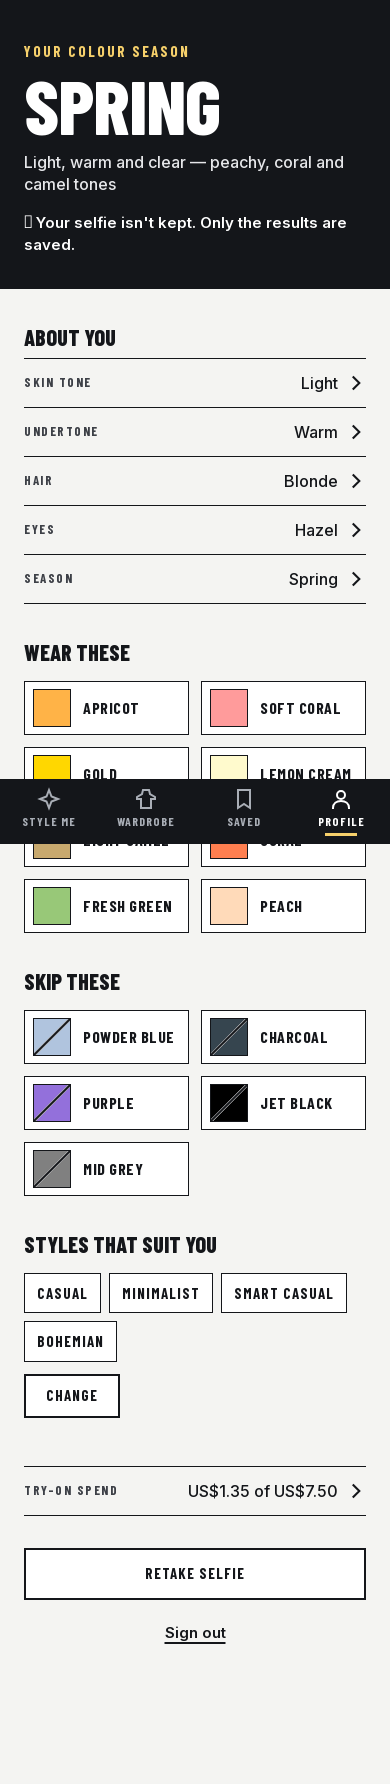 YOUR COLOUR SEASON
SPRING
Light, warm and clear — peachy, coral and
camel tones
Your selfie isn't kept. Only the results are
saved.
ABOUT YOU
SKIN TONE Light
UNDERTONE Warm
HAIR Blonde
EYES Hazel
SEASON Spring
WEAR THESE
APRICOT SOFT CORAL
GOLD LEMON CREAM
STYLE ME WARDROBE SAVED PROFILE
FRESH GREEN PEACH
SKIP THESE
POWDER BLUE CHARCOAL
PURPLE JET BLACK
MID GREY
STYLES THAT SUIT YOU
CASUAL MINIMALIST SMART CASUAL
BOHEMIAN
CHANGE
TRY-ON SPEND US$1.35 of US$7.50
RETAKE SELFIE
Sign out